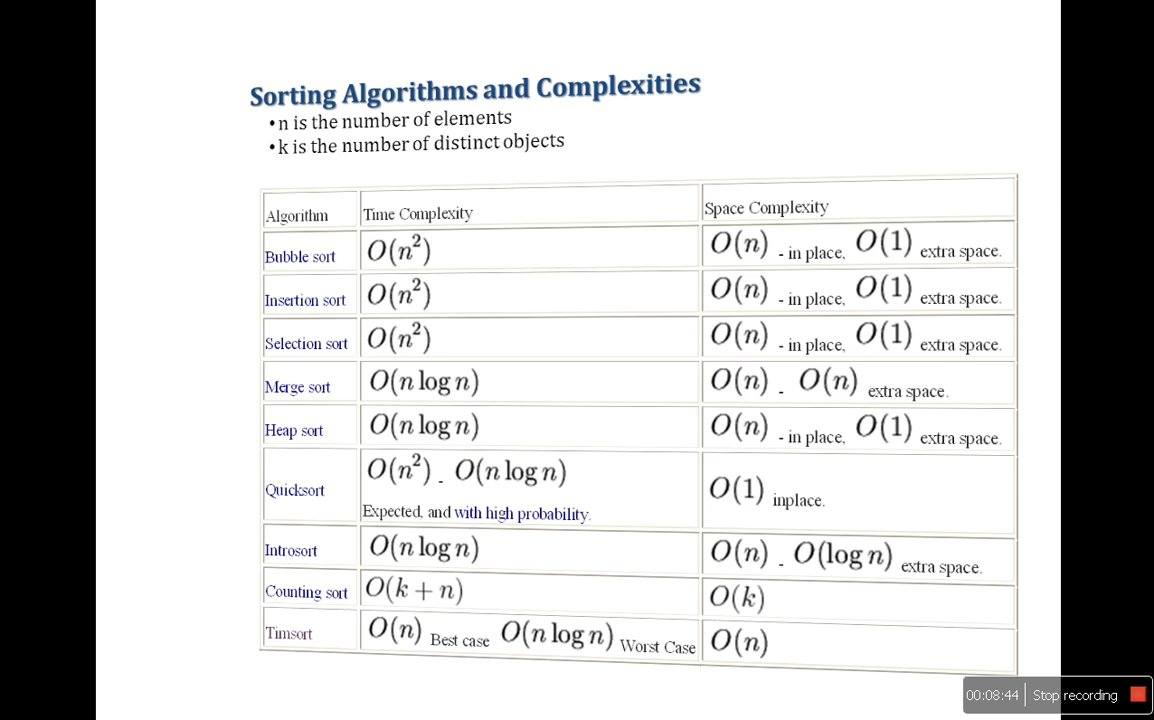 Sorting Algorithms and Complexities
•n is the number of elements
•k is the number of distinct objects
Algorithm Time Complexity Space Complexity
Bubble sort O(n²) O(n) - in place, O(1) extra space.
Insertion sort O(n²) O(n) - in place, O(1) extra space.
Selection sort O(n²) O(n) - in place, O(1) extra space.
Merge sort O(n log n) O(n) - O(n) extra space.
Heap sort O(n log n) O(n) - in place, O(1) extra space.
Quicksort O(n²) - O(n log n) O(1) inplace.
Expected, and with high probability.
Introsort O(n log n) O(n) - O(log n) extra space.
Counting sort O(k + n) O(k)
Timsort O(n) Best case O(n log n) Worst Case O(n)
00:08:44 Stop recording